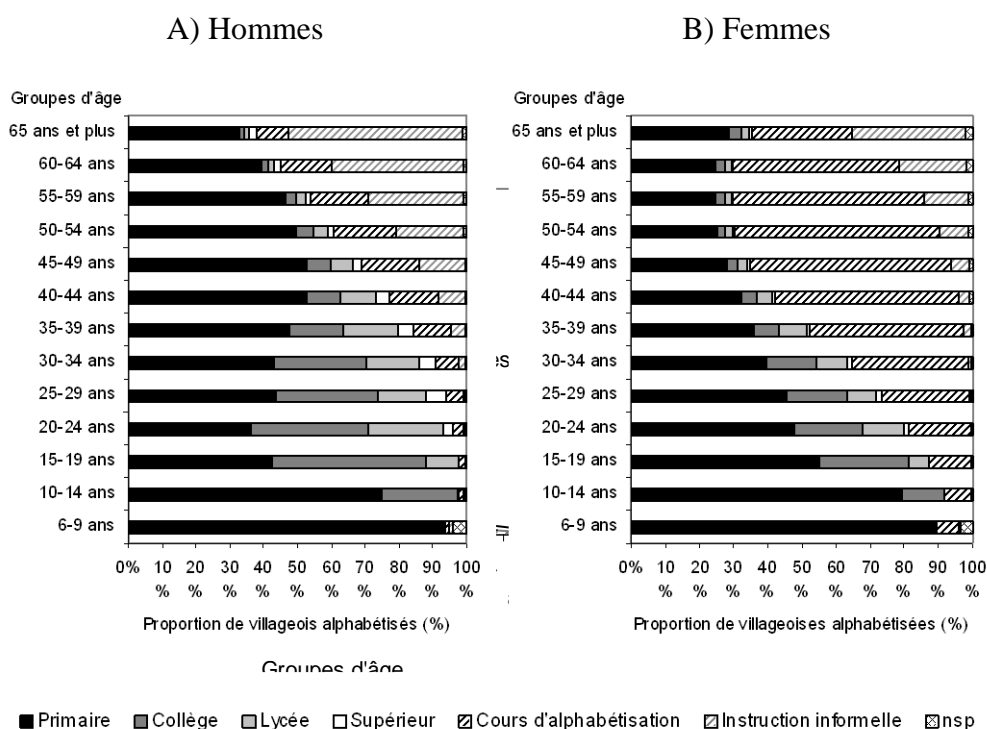 A) Hommes
B) Femmes
Groupes d'âge
65 ans et plus
60-64 ans
55-59 ans
50-54 ans
45-49 ans
40-44 ans
35-39 ans
30-34 ans
25-29 ans
20-24 ans
15-19 ans
10-14 ans
6-9 ans
0% 10 20 30 40 50 60 70 80 90 100
% % % % % % % % % %
Proportion de villageois alphabétisés (%)
Groupes d'âge
65 ans et plus
60-64 ans
55-59 ans
50-54 ans
45-49 ans
40-44 ans
35-39 ans
30-34 ans
25-29 ans
20-24 ans
15-19 ans
10-14 ans
6-9 ans
0% 10 20 30 40 50 60 70 80 90 100
% % % % % % % % % %
Proportion de villageoises alphabétisées (%)
Groupes d'âge
Primaire Collège Lycée Supérieur Cours d'alphabétisation Instruction informelle nsp